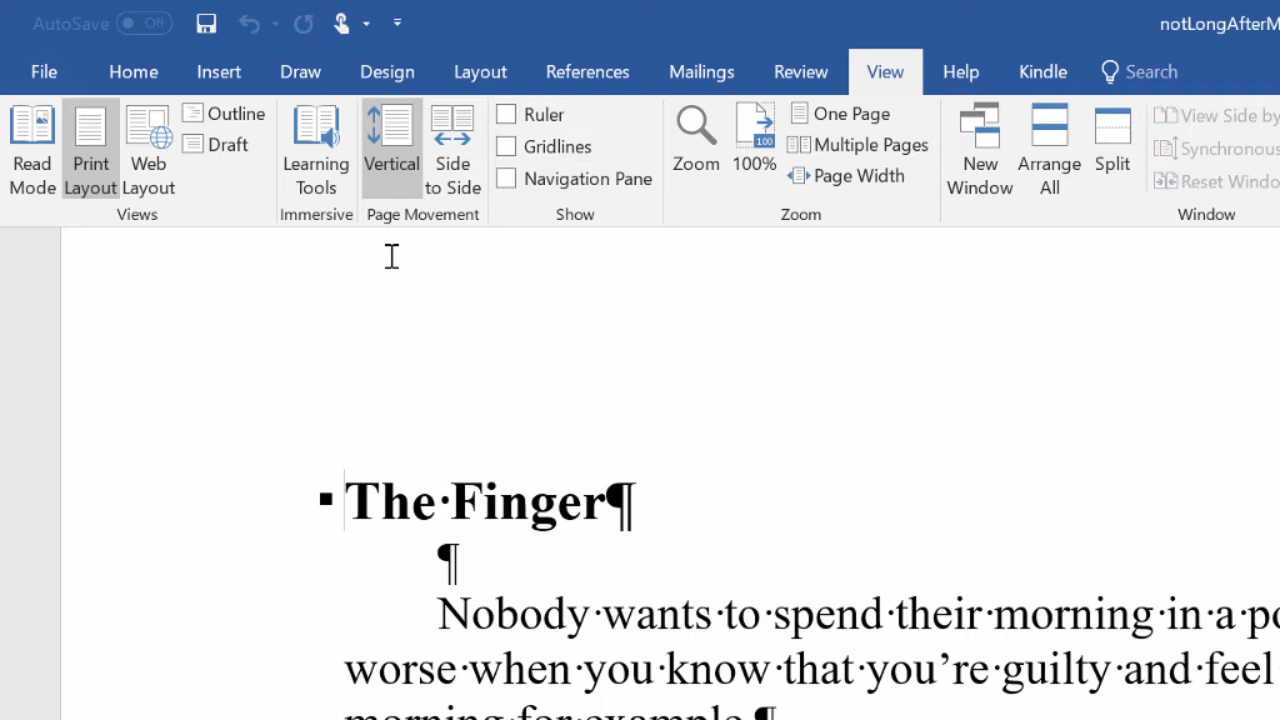 AutoSave Off notLongAfterM
File Home Insert Draw Design Layout References Mailings Review View Help Kindle Search
Read Mode
Print Layout
Web Layout
Outline
Draft
Views
Learning Tools
Immersive
Vertical
Side to Side
Page Movement
Ruler
Gridlines
Navigation Pane
Show
Zoom
100
100%
One Page
Multiple Pages
Page Width
Zoom
New Window
Arrange All
Split
View Side by
Synchronous
Reset Windo
Window
The·Finger¶
¶
Nobody·wants·to·spend·their·morning·in·a·po
worse·when·you·know·that·you’re·guilty·and·feel
morning·for·example.¶